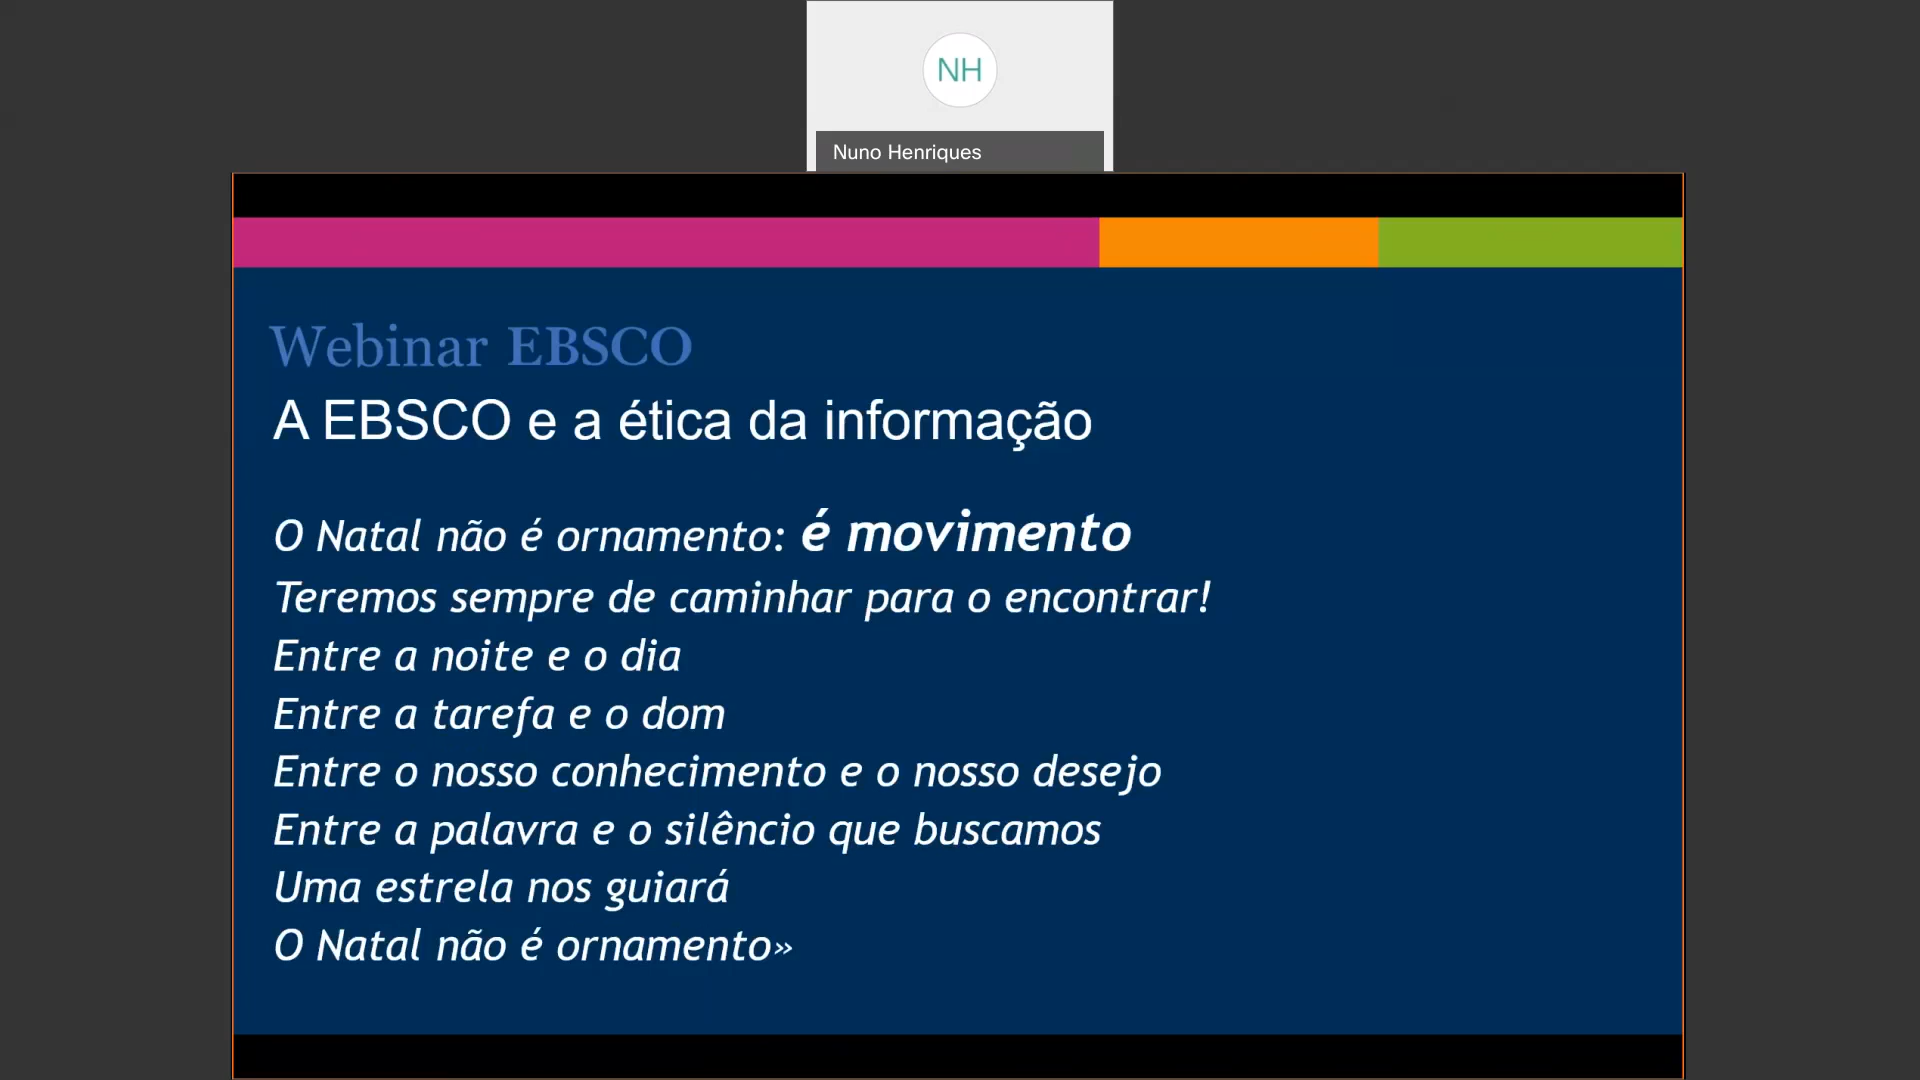 NH
Nuno Henriques
Webinar EBSCO
A EBSCO e a ética da informação
O Natal não é ornamento: é movimento
Teremos sempre de caminhar para o encontrar!
Entre a noite e o dia
Entre a tarefa e o dom
Entre o nosso conhecimento e o nosso desejo
Entre a palavra e o silêncio que buscamos
Uma estrela nos guiará
O Natal não é ornamento»